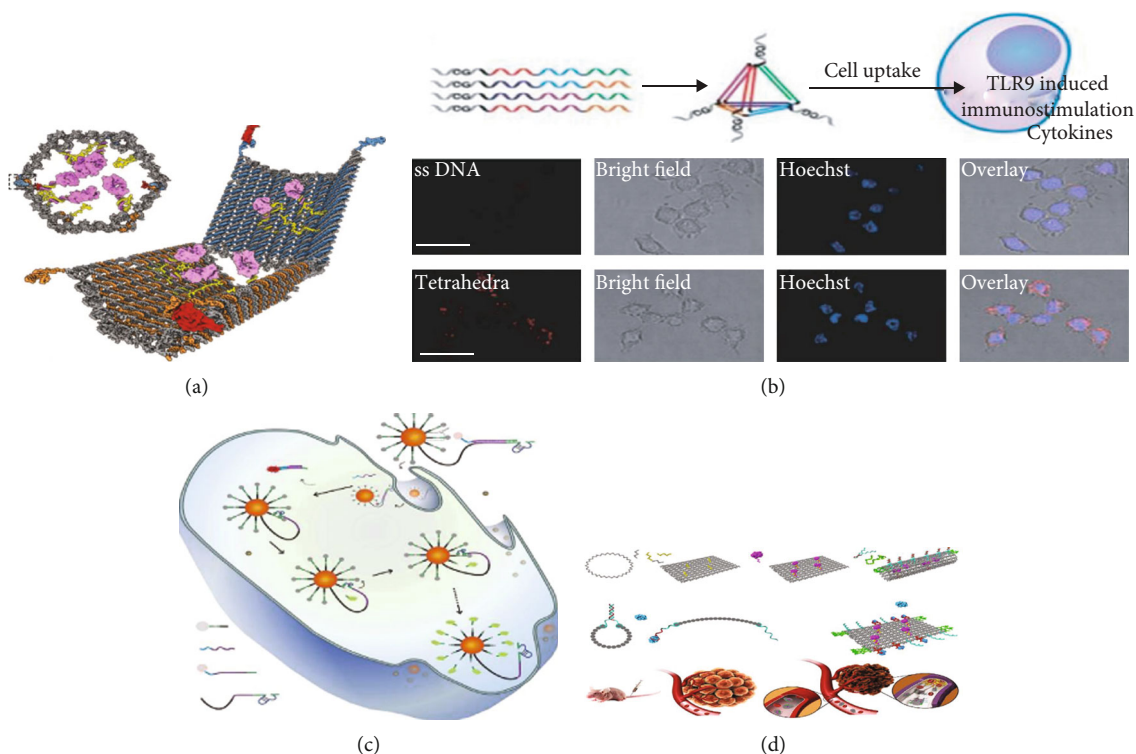 Cell uptake
TLR9 induced
immunostimulation
Cytokines
ss DNA
Bright field
Hoechst
Overlay
Tetrahedra
Bright field
Hoechst
Overlay
(a)
(b)
(c)
(d)